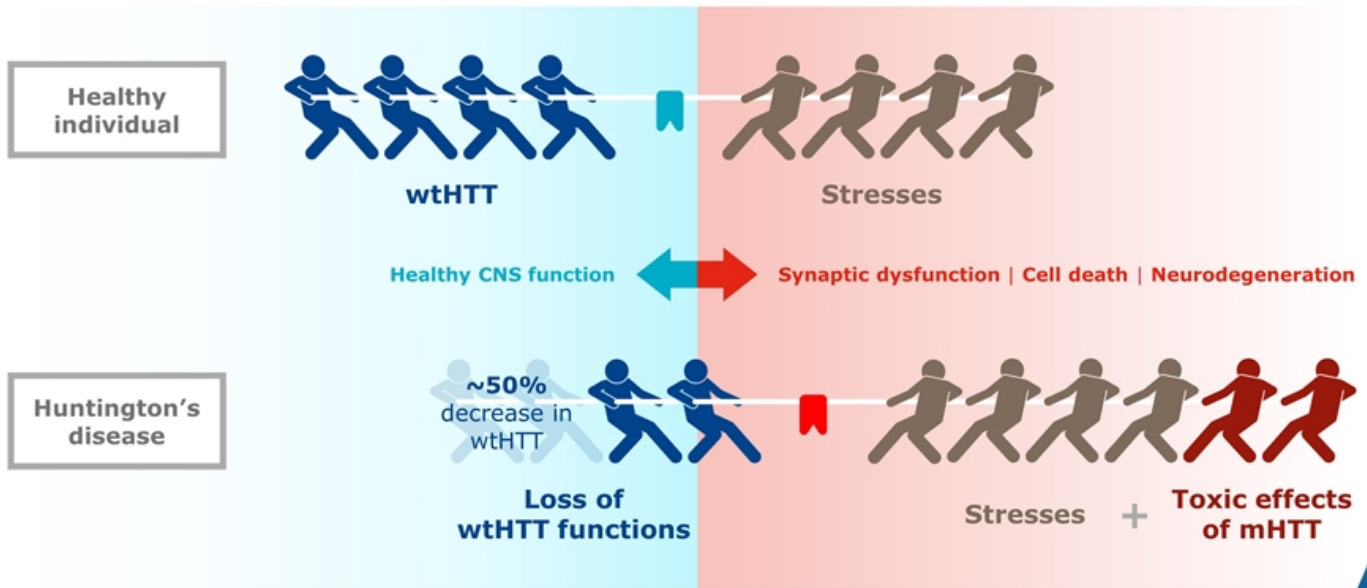 Healthy
individual
wtHTT
Stresses
Healthy CNS function
Synaptic dysfunction | Cell death | Neurodegeneration
Huntington's
disease
~50%
decrease in
wtHTT
Loss of
wtHTT functions
Stresses + Toxic effects
of mHTT